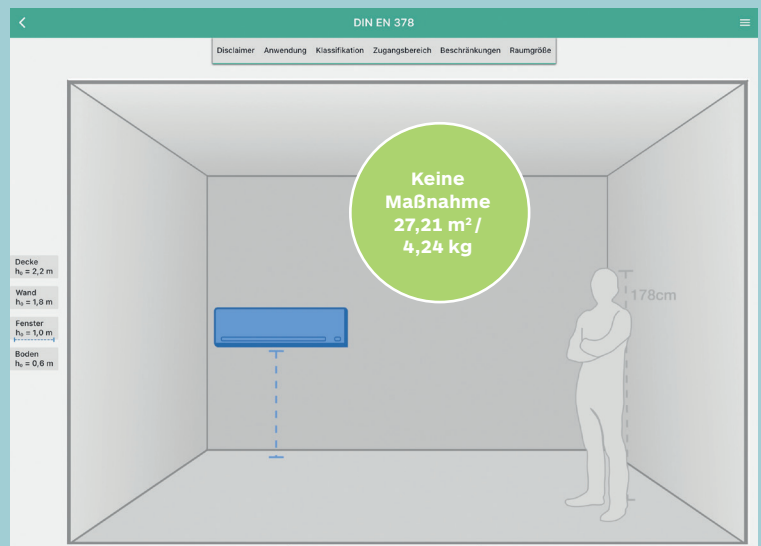 DIN EN 378
Disclaimer Anwendung Klassifikation Zugangsbereich Beschränkungen Raumgröße
Keine
Maßnahme
27,21 m² /
4,24 kg
Decke
h₀ = 2,2 m
Wand
h₀ = 1,8 m
Fenster
h₀ = 1,0 m
Boden
h₀ = 0,6 m
178cm